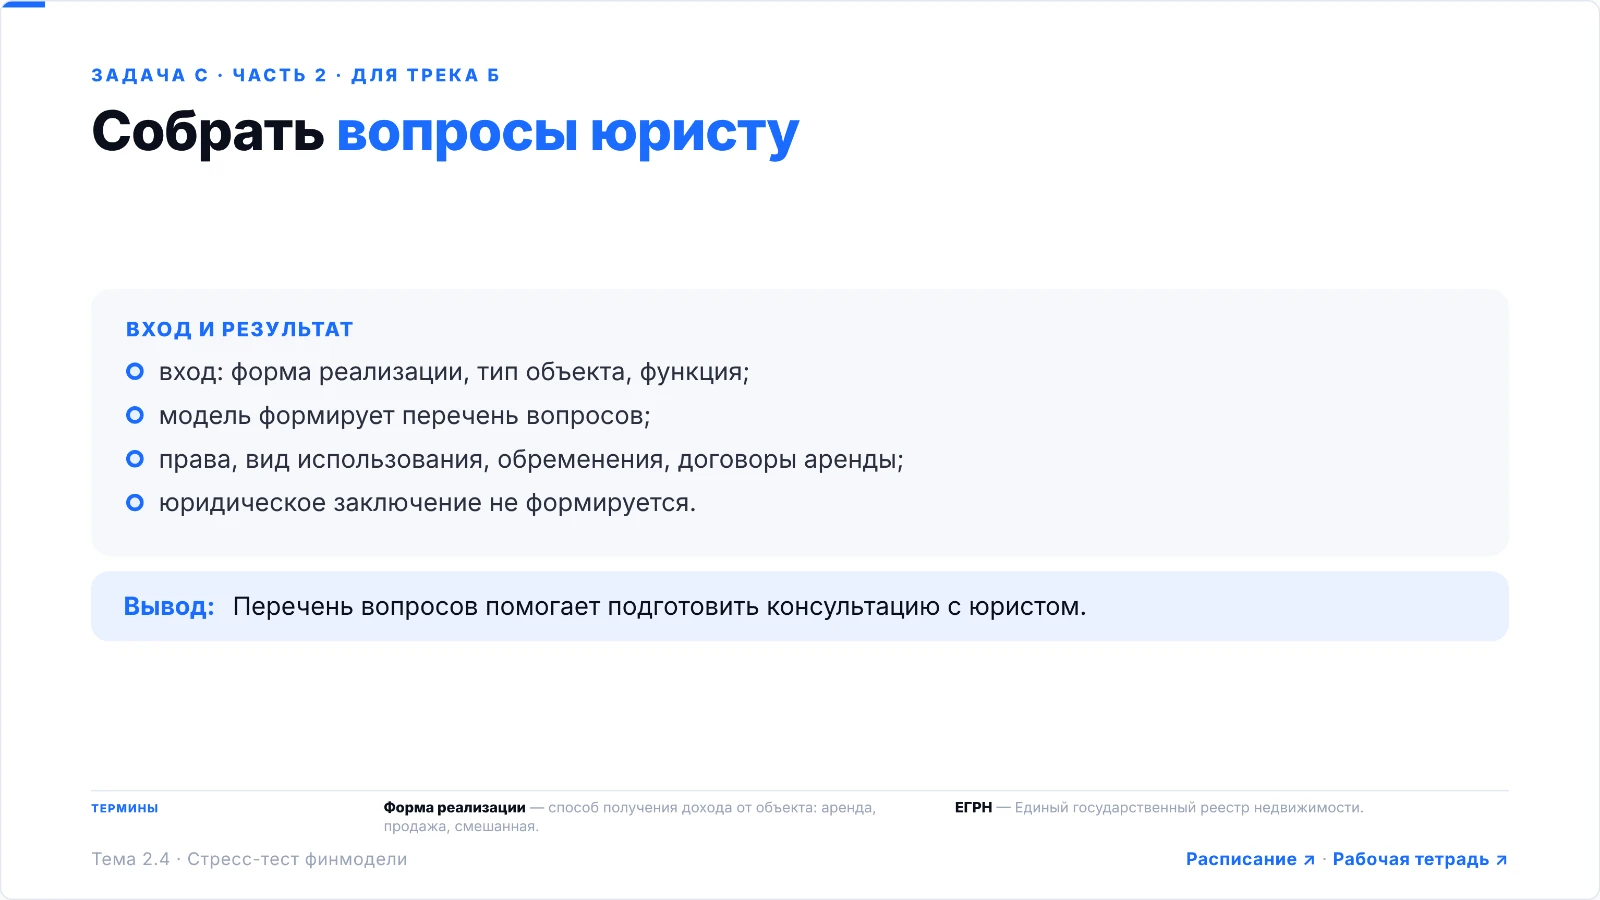 ЗАДАЧА С · ЧАСТЬ 2 · ДЛЯ ТРЕКА Б
Собрать вопросы юристу
ВХОД И РЕЗУЛЬТАТ
вход: форма реализации, тип объекта, функция;
модель формирует перечень вопросов;
права, вид использования, обременения, договоры аренды;
юридическое заключение не формируется.
Вывод: Перечень вопросов помогает подготовить консультацию с юристом.
ТЕРМИНЫ
Форма реализации — способ получения дохода от объекта: аренда,
продажа, смешанная.
ЕГРН — Единый государственный реестр недвижимости.
Тема 2.4 · Стресс-тест финмодели
Расписание ↗ · Рабочая тетрадь ↗